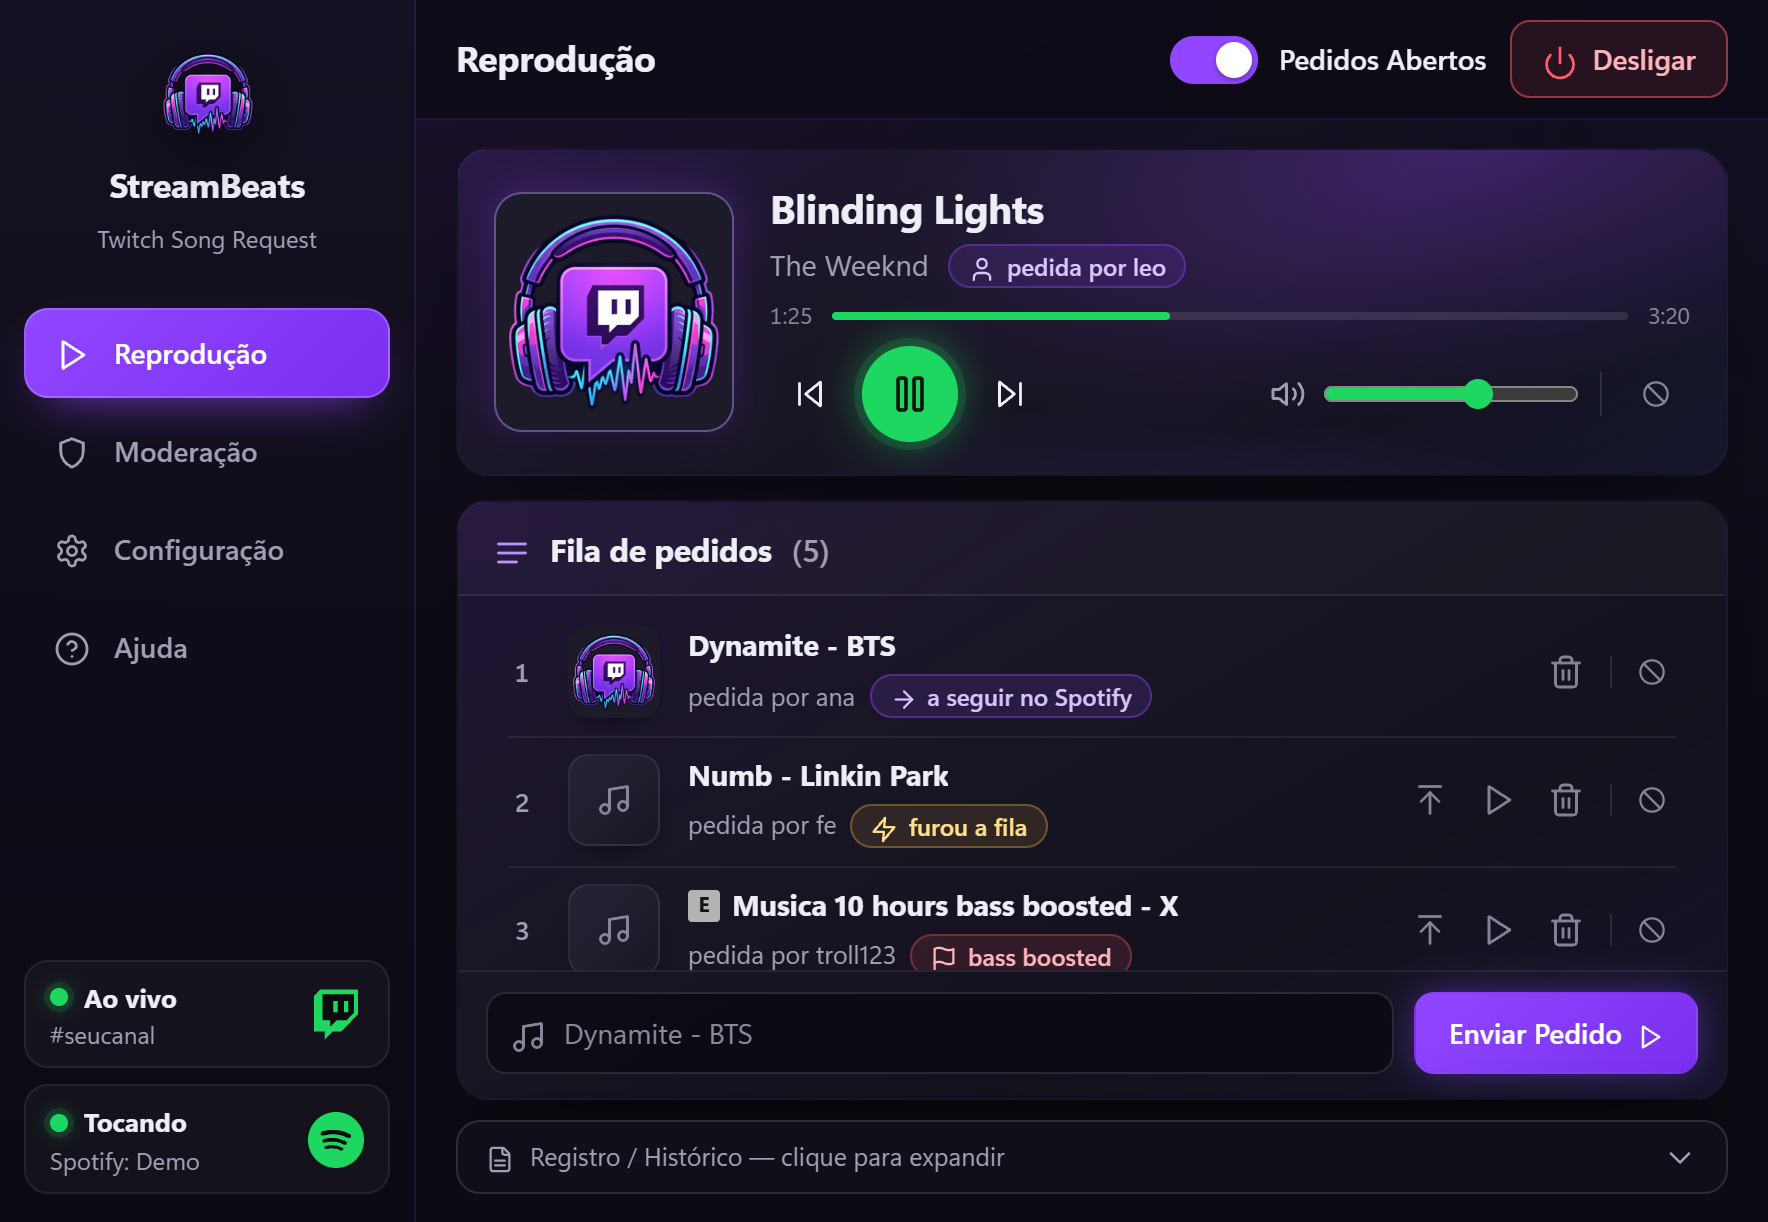 StreamBeats
Twitch Song Request
Reprodução
Moderação
Configuração
Ajuda
Ao vivo
#seucanal
Tocando
Spotify: Demo
Reprodução
Pedidos Abertos
Desligar
Blinding Lights
The Weeknd pedida por leo
1:25 3:20
Fila de pedidos (5)
1
Dynamite - BTS
pedida por ana a seguir no Spotify
2
Numb - Linkin Park
pedida por fe furou a fila
3
E Musica 10 hours bass boosted - X
pedida por troll123 bass boosted
Dynamite - BTS
Enviar Pedido
Registro / Histórico — clique para expandir